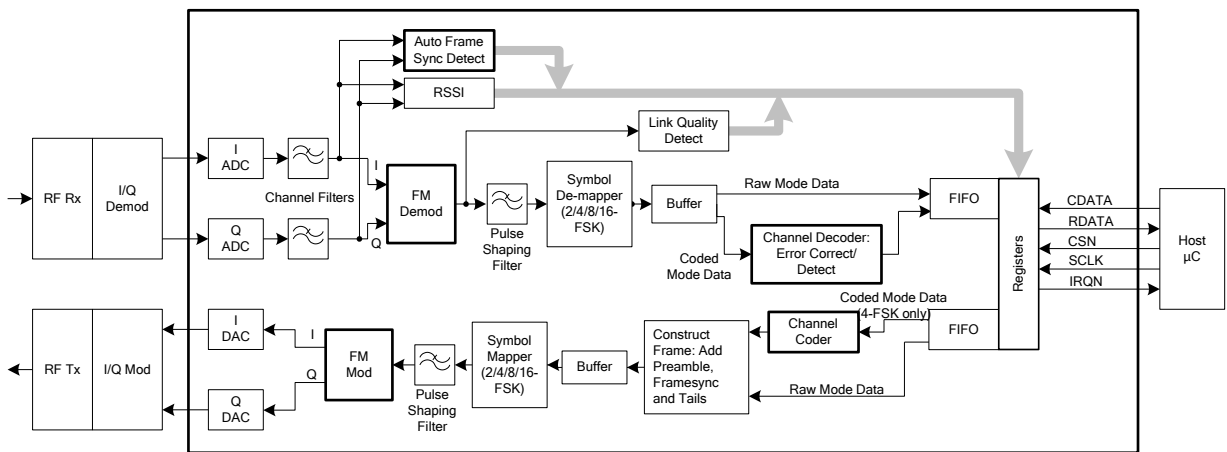 Auto Frame
Sync Detect
RSSI
Link Quality
Detect
RF Rx
I/Q
Demod
I
ADC
Channel Filters
Q
ADC
I
Q
FM
Demod
Pulse
Shaping
Filter
Symbol
De-mapper
(2/4/8/16-
FSK)
Buffer
Raw Mode Data
Coded
Mode Data
Channel Decoder:
Error Correct/
Detect
FIFO
Registers
CDATA
RDATA
CSN
SCLK
IRQN
Host
µC
RF Tx
I/Q Mod
I
DAC
Q
DAC
I
Q
FM
Mod
Pulse
Shaping
Filter
Symbol
Mapper
(2/4/8/16-
FSK)
Buffer
Construct
Frame: Add
Preamble,
Framesync
and Tails
Channel
Coder
Coded Mode Data
(4-FSK only)
FIFO
Raw Mode Data